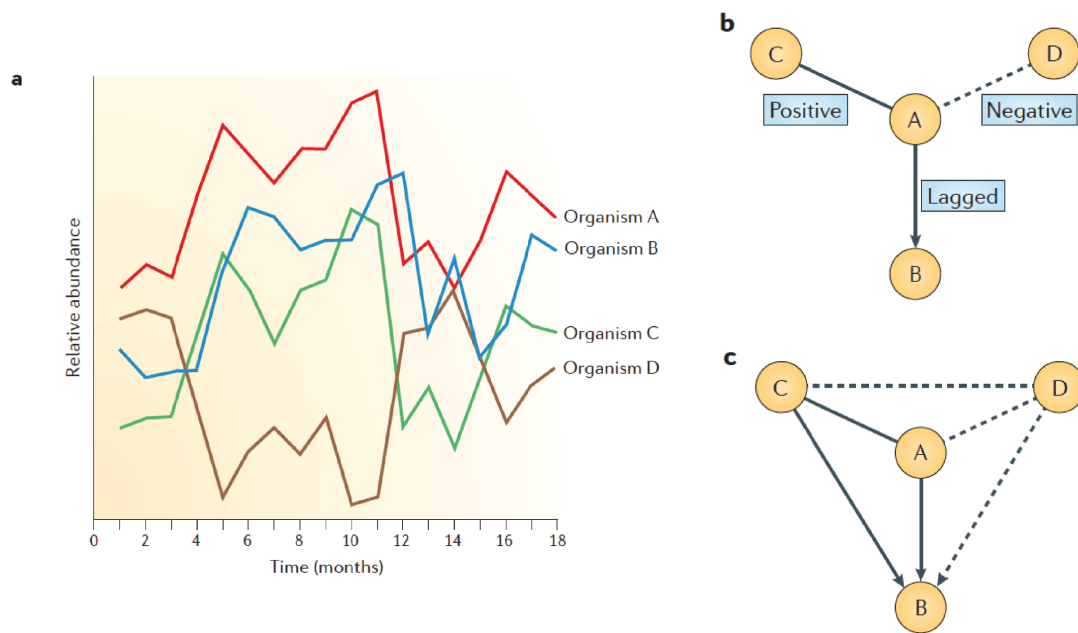 a
Relative abundance
Organism A
Organism B
Organism C
Organism D
0 2 4 6 8 10 12 14 16 18
Time (months)
b
C
D
Positive
A
Negative
Lagged
B
c
C
D
A
B